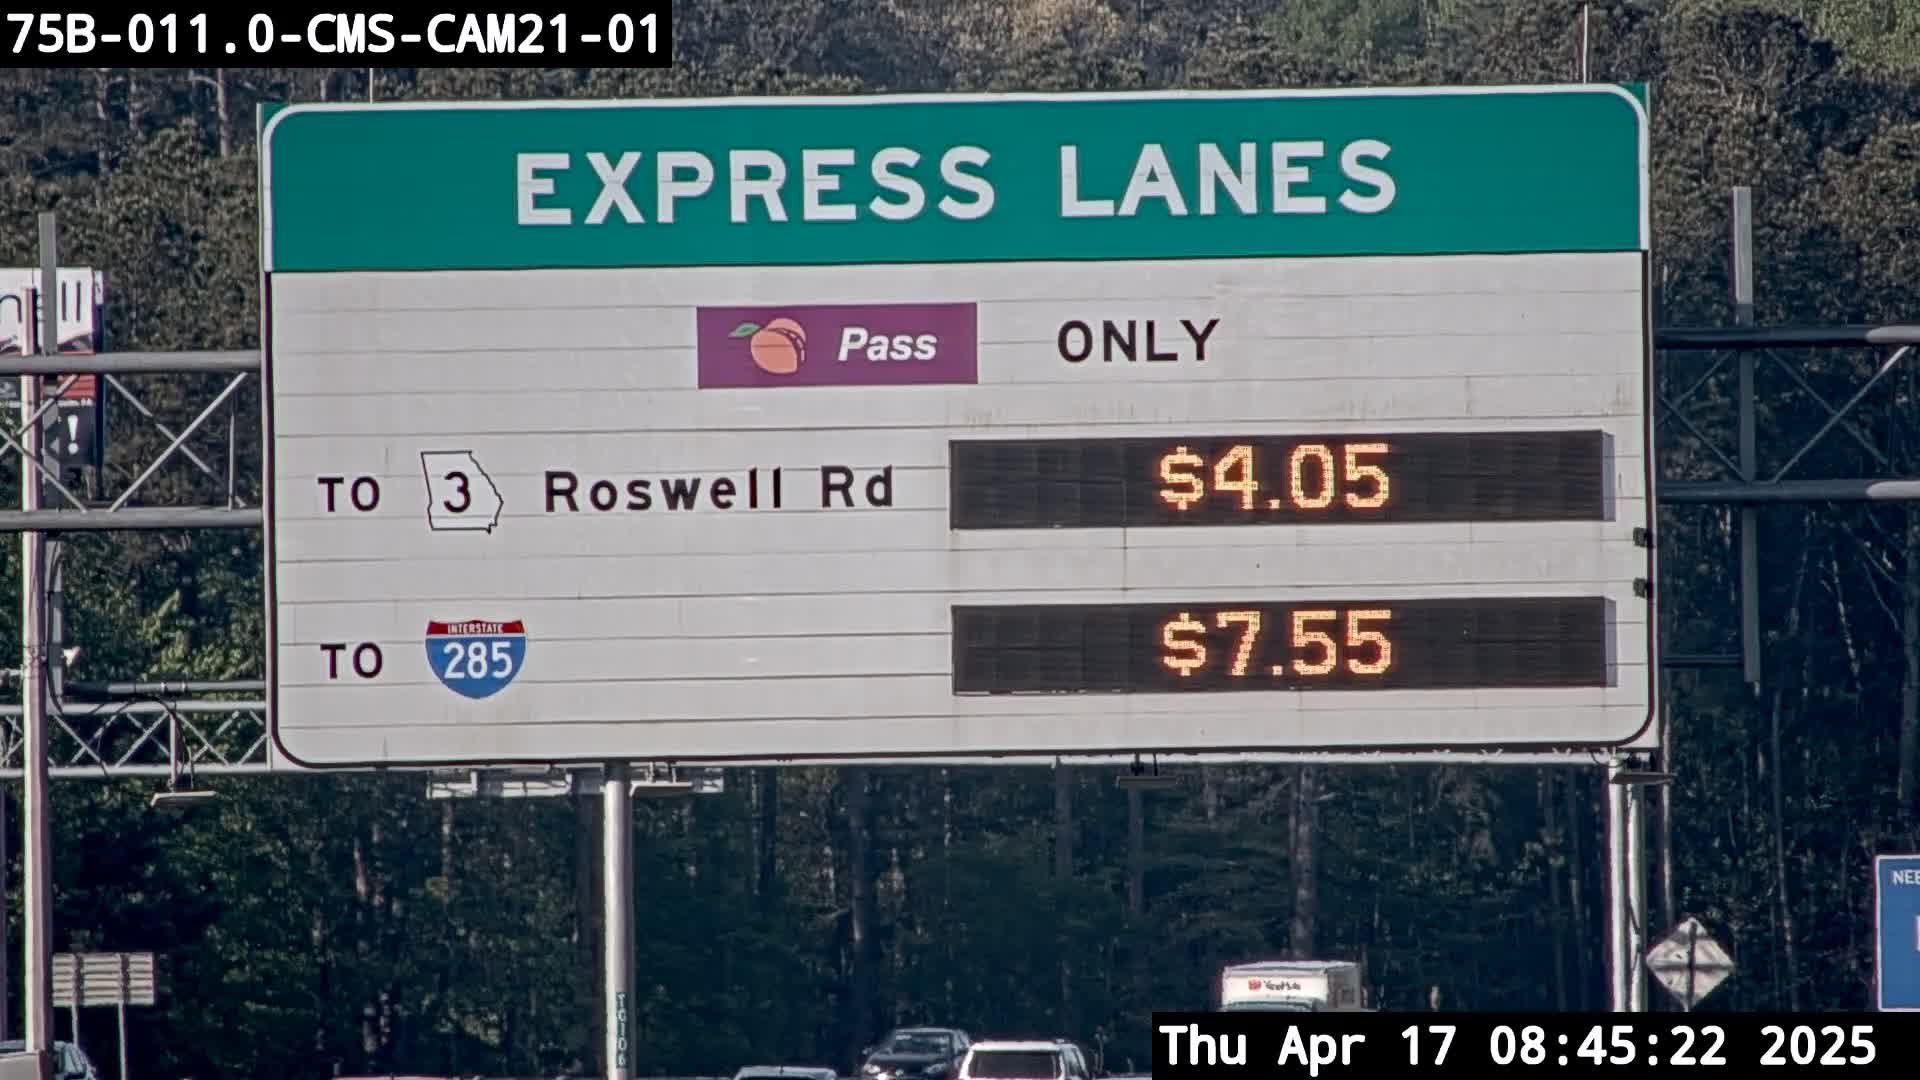 75B-011.0-CMS-CAM21-01
EXPRESS LANES
Pass ONLY
TO 3 Roswell Rd $4.05
TO INTERSTATE 285 $7.55
!
NEE
Thu Apr 17 08:45:22 2025